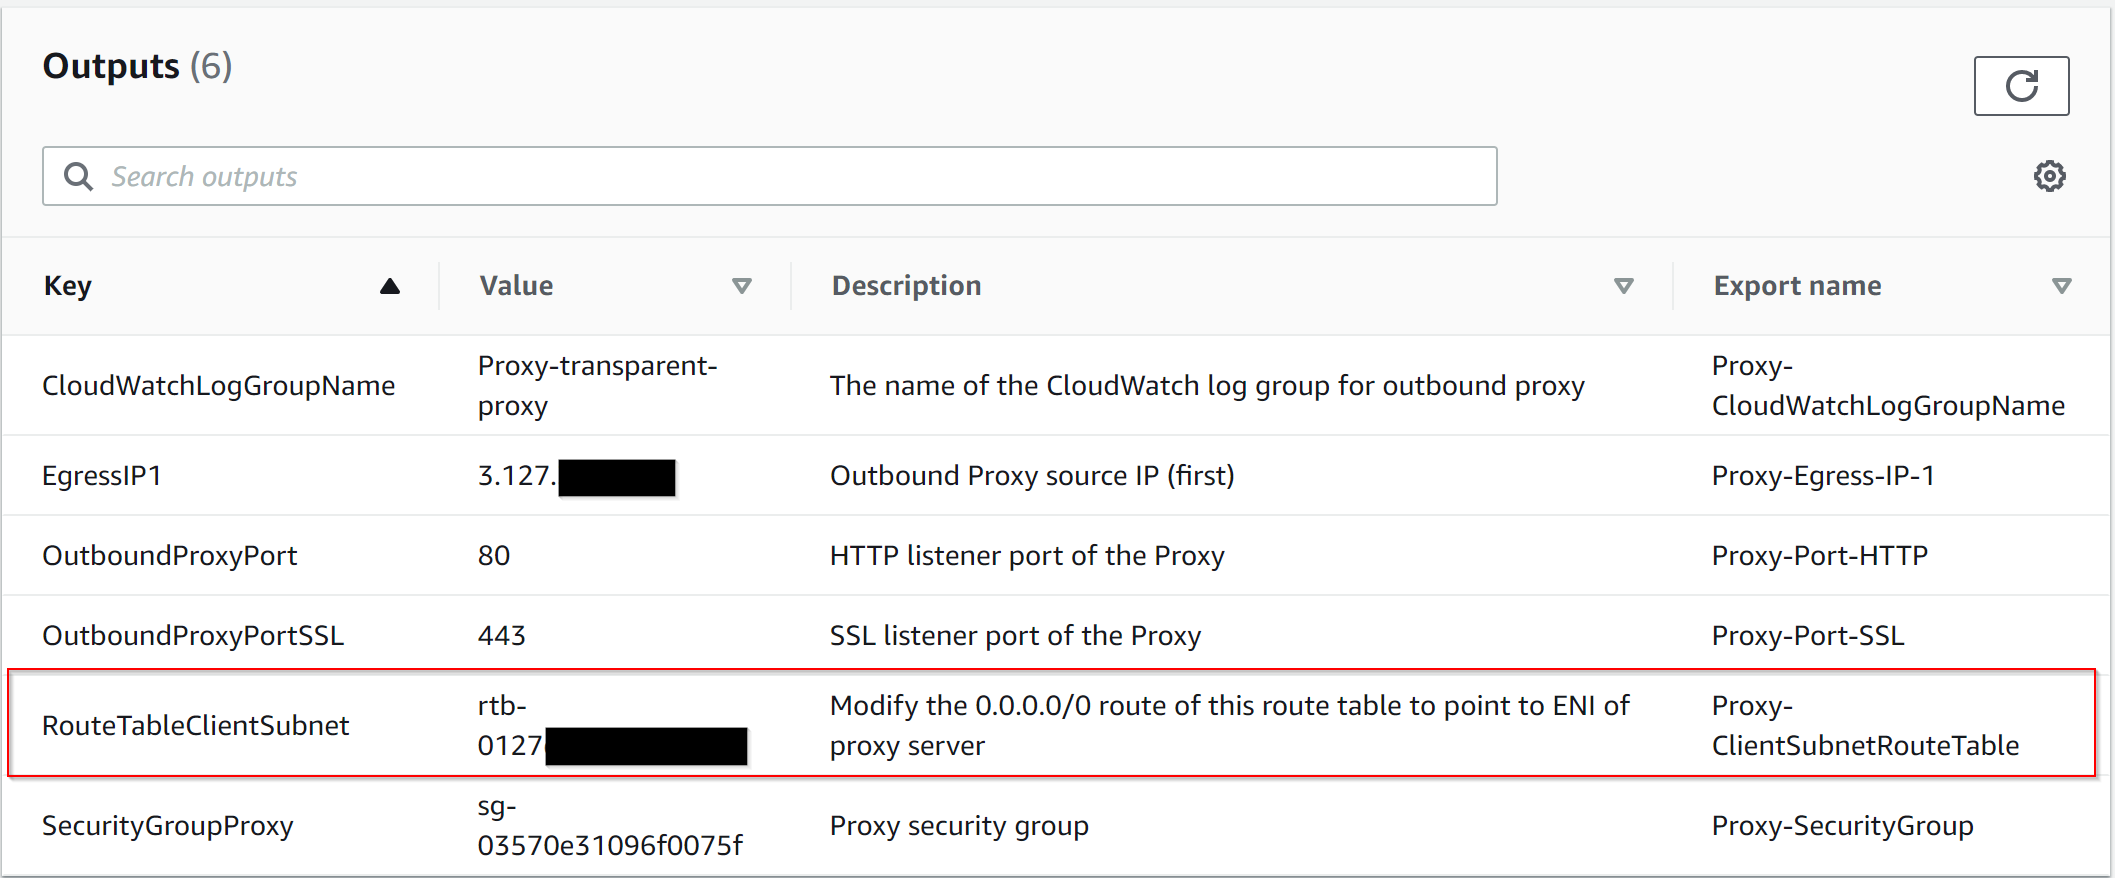 Outputs (6)
Search outputs
Key Value Description Export name
CloudWatchLogGroupName
Proxy-transparent-
proxy
The name of the CloudWatch log group for outbound proxy
Proxy-
CloudWatchLogGroupName
EgressIP1 3.127. Outbound Proxy source IP (first) Proxy-Egress-IP-1
OutboundProxyPort 80 HTTP listener port of the Proxy Proxy-Port-HTTP
OutboundProxyPortSSL 443 SSL listener port of the Proxy Proxy-Port-SSL
RouteTableClientSubnet
rtb-
0127
Modify the 0.0.0.0/0 route of this route table to point to ENI of
proxy server
Proxy-
ClientSubnetRouteTable
SecurityGroupProxy
sg-
03570e31096f0075f
Proxy security group
Proxy-SecurityGroup